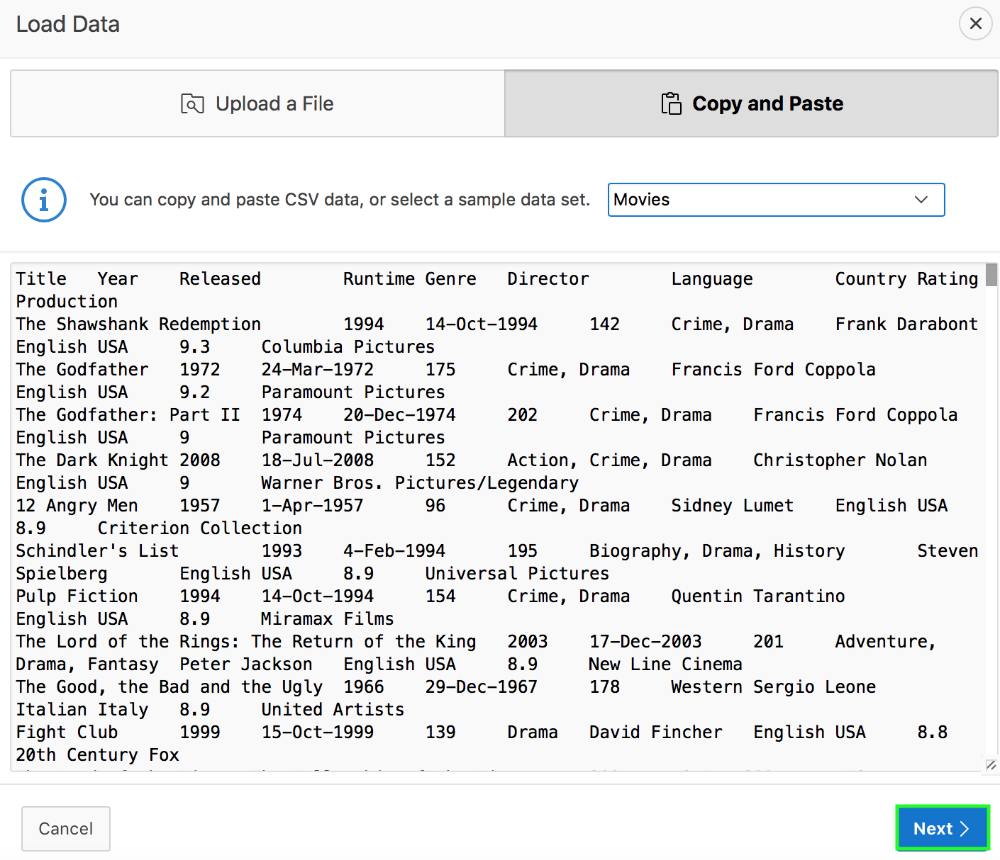 Load Data
Upload a File
Copy and Paste
You can copy and paste CSV data, or select a sample data set. Movies
Title Year Released Runtime Genre Director Language Country Rating
Production
The Shawshank Redemption 1994 14-Oct-1994 142 Crime, Drama Frank Darabont
English USA 9.3 Columbia Pictures
The Godfather 1972 24-Mar-1972 175 Crime, Drama Francis Ford Coppola
English USA 9.2 Paramount Pictures
The Godfather: Part II 1974 20-Dec-1974 202 Crime, Drama Francis Ford Coppola
English USA 9 Paramount Pictures
The Dark Knight 2008 18-Jul-2008 152 Action, Crime, Drama Christopher Nolan
English USA 9 Warner Bros. Pictures/Legendary
12 Angry Men 1957 1-Apr-1957 96 Crime, Drama Sidney Lumet English USA
8.9 Criterion Collection
Schindler's List 1993 4-Feb-1994 195 Biography, Drama, History Steven
Spielberg English USA 8.9 Universal Pictures
Pulp Fiction 1994 14-Oct-1994 154 Crime, Drama Quentin Tarantino
English USA 8.9 Miramax Films
The Lord of the Rings: The Return of the King 2003 17-Dec-2003 201 Adventure,
Drama, Fantasy Peter Jackson English USA 8.9 New Line Cinema
The Good, the Bad and the Ugly 1966 29-Dec-1967 178 Western Sergio Leone
Italian Italy 8.9 United Artists
Fight Club 1999 15-Oct-1999 139 Drama David Fincher English USA 8.8
20th Century Fox
Cancel
Next